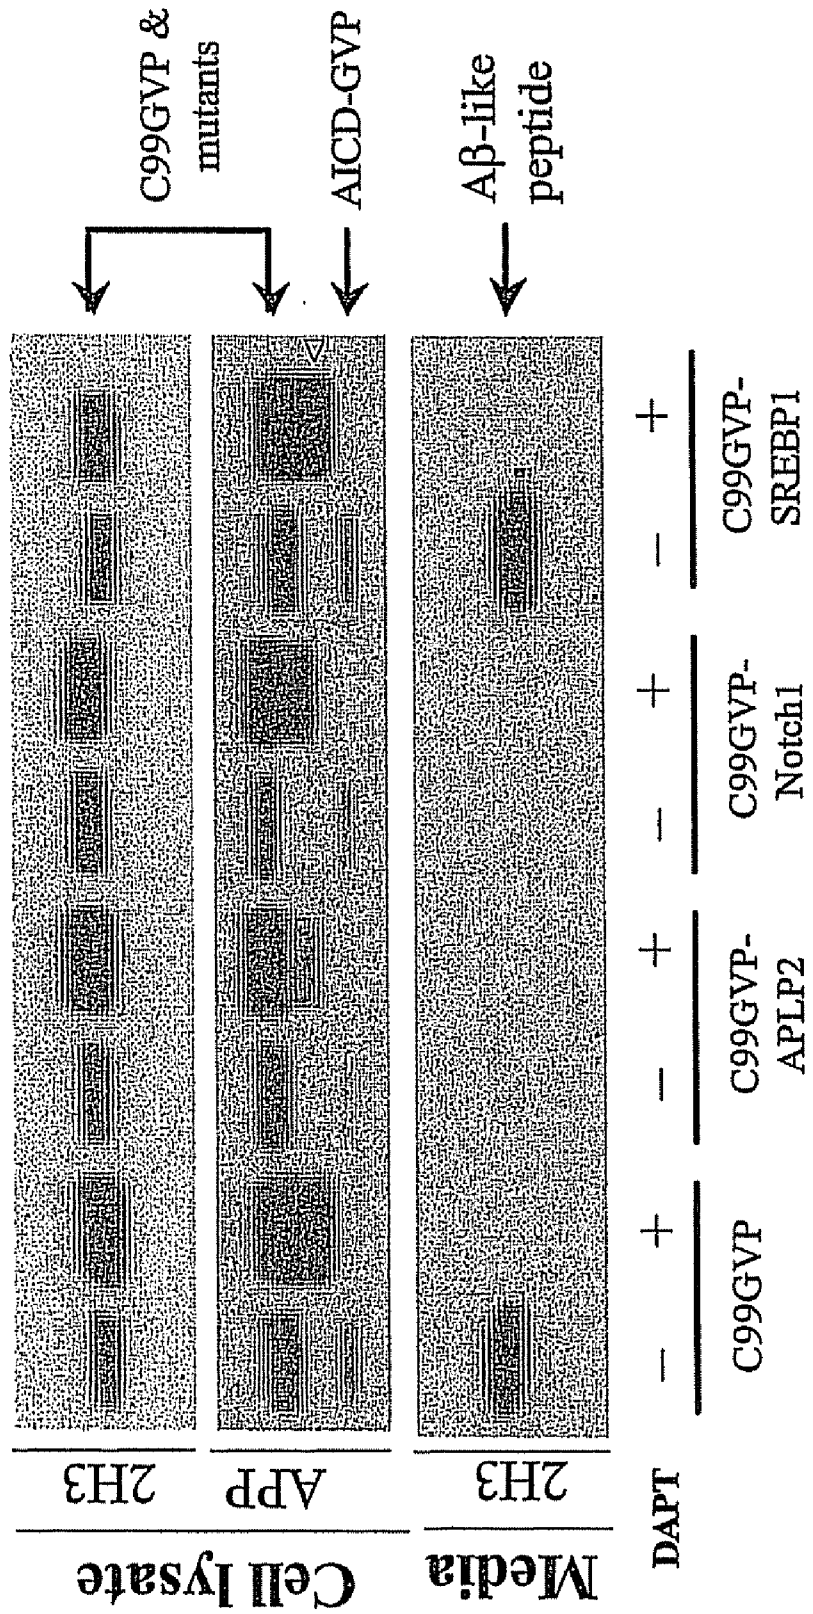 Cell lysate
Media
2H3
APP
2H3
C99GVP &
mutants
AICD-GVP
Aβ-like
peptide
DAPT
− + − + − + − +
C99GVP
C99GVP-
APLP2
C99GVP-
Notch1
C99GVP-
SREBP1